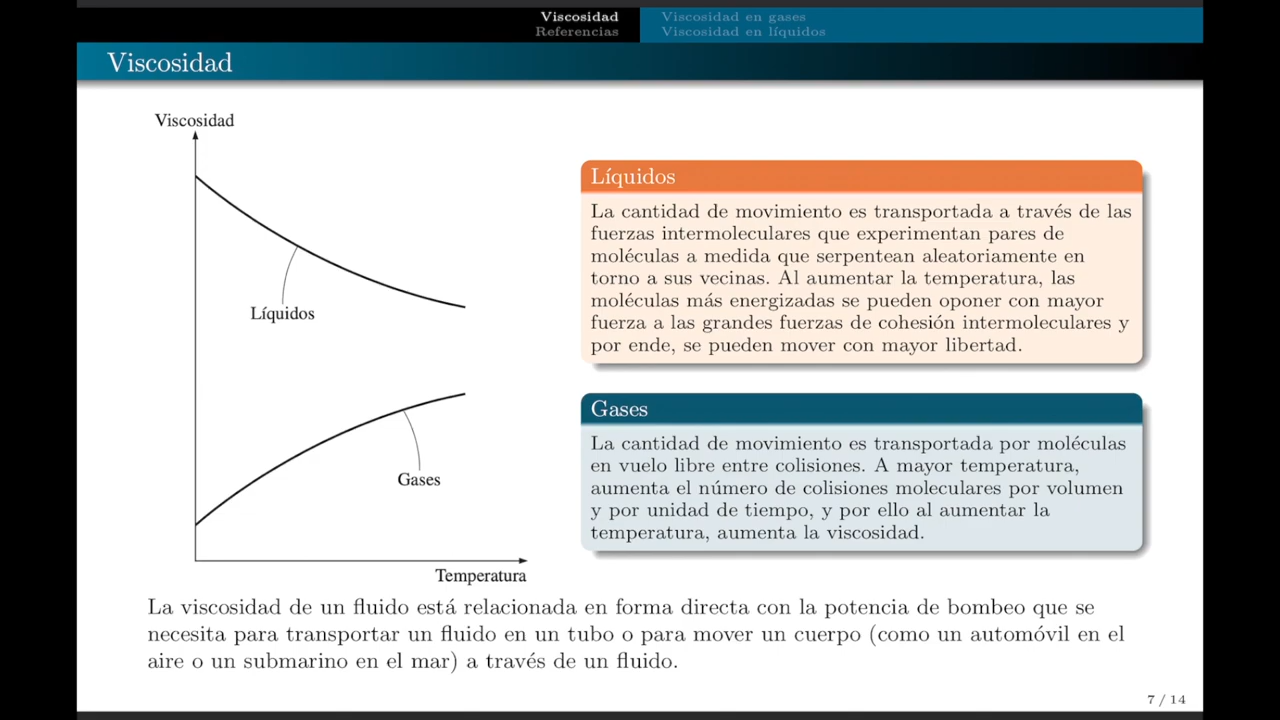 Viscosidad
Referencias
Viscosidad en gases
Viscosidad en líquidos
Viscosidad
Viscosidad
Líquidos
Gases
Temperatura
Líquidos
La cantidad de movimiento es transportada a través de las
fuerzas intermoleculares que experimentan pares de
moléculas a medida que serpentean aleatoriamente en
torno a sus vecinas. Al aumentar la temperatura, las
moléculas más energizadas se pueden oponer con mayor
fuerza a las grandes fuerzas de cohesión intermoleculares y
por ende, se pueden mover con mayor libertad.
Gases
La cantidad de movimiento es transportada por moléculas
en vuelo libre entre colisiones. A mayor temperatura,
aumenta el número de colisiones moleculares por volumen
y por unidad de tiempo, y por ello al aumentar la
temperatura, aumenta la viscosidad.
La viscosidad de un fluido está relacionada en forma directa con la potencia de bombeo que se
necesita para transportar un fluido en un tubo o para mover un cuerpo (como un automóvil en el
aire o un submarino en el mar) a través de un fluido.
7 / 14